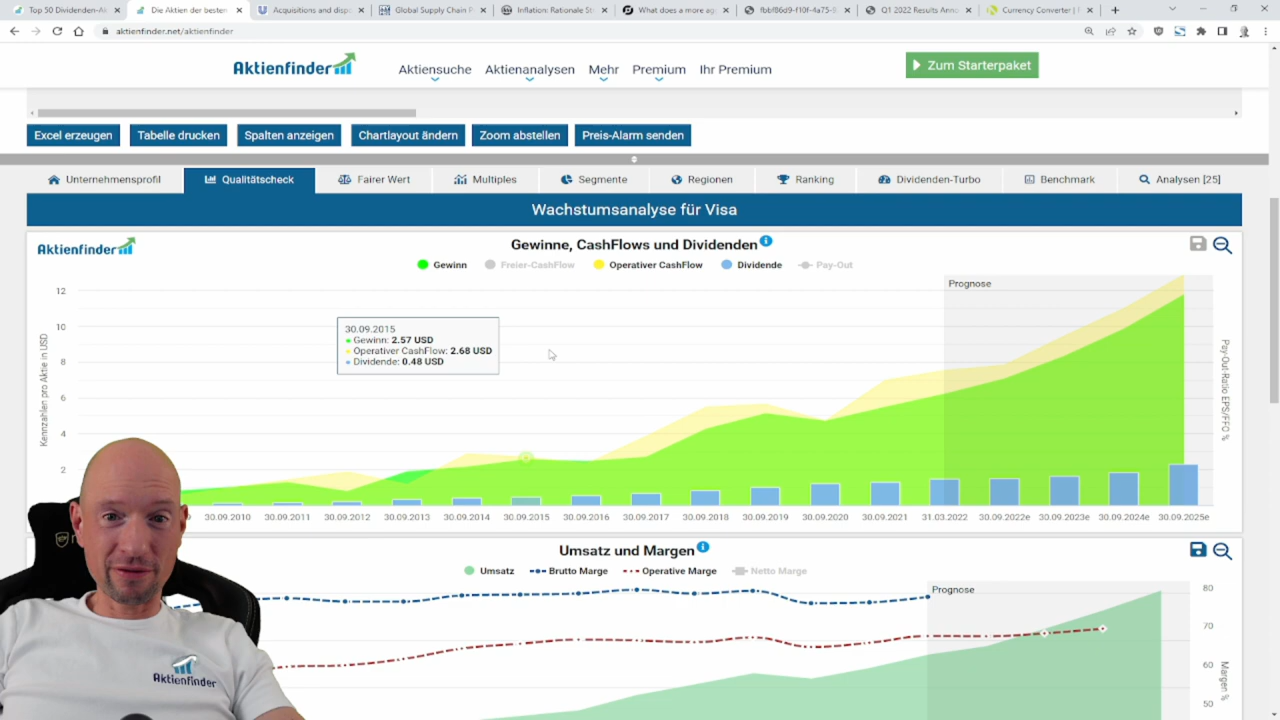 Top 50 Dividenden-Al
Die Aktien der besten
Acquisitions and dispo
Global Supply Chain P
Inflation: Rationale St
What does a more ag
fbbf86d9-f10f-4a75-9
Q1 2022 Results Anno
Currency Converter | F
aktienfinder.net/aktienfinder
Aktienfinder
Aktiensuche Aktienanalysen Mehr Premium Ihr Premium
Zum Starterpaket
Excel erzeugen Tabelle drucken Spalten anzeigen Chartlayout ändern Zoom abstellen Preis-Alarm senden
Unternehmensprofil Qualitätscheck Fairer Wert Multiples Segmente Regionen Ranking Dividenden-Turbo Benchmark Analysen [25]
Wachstumsanalyse für Visa
Aktienfinder
Gewinne, CashFlows und Dividenden
Gewinn Freier-CashFlow Operativer CashFlow Dividende Pay-Out
Prognose
12
10
8
6
4
2
Kennzahlen pro Aktie in USD
Pay-Out-Ratio EPS/FFO %
30.09.2015
Gewinn: 2.57 USD
Operativer CashFlow: 2.68 USD
Dividende: 0.48 USD
30.09.2010 30.09.2011 30.09.2012 30.09.2013 30.09.2014 30.09.2015 30.09.2016 30.09.2017 30.09.2018 30.09.2019 30.09.2020 30.09.2021 31.03.2022 30.09.2022e 30.09.2023e 30.09.2024e 30.09.2025e
Umsatz und Margen
Umsatz Brutto Marge Operative Marge Netto Marge
Prognose
80
70
60
50
Margen %
Aktienfinder